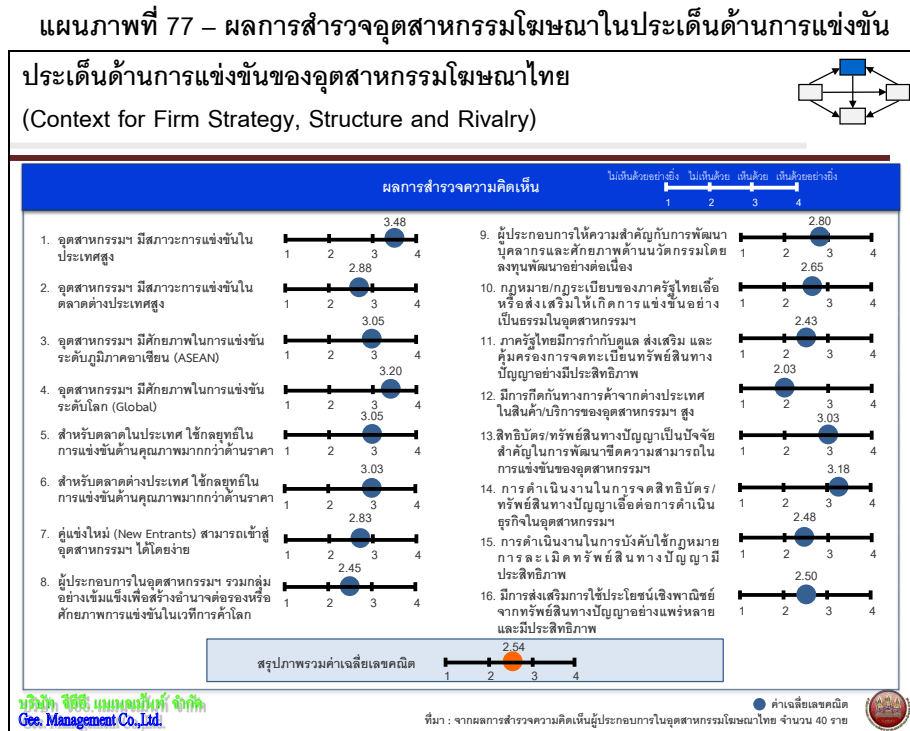 แผนภาพที่ 77 – ผลการสำรวจอุตสาหกรรมโฆษณาในประเด็นด้านการแข่งขัน
ประเด็นด้านการแข่งขันของอุตสาหกรรมโฆษณาไทย
(Context for Firm Strategy, Structure and Rivalry)
ผลการสำรวจความคิดเห็น
ไม่เห็นด้วยอย่างยิ่ง ไม่เห็นด้วย เห็นด้วย เห็นด้วยอย่างยิ่ง
1 2 3 4
1. อุตสาหกรรมฯ มีสภาวะการแข่งขันใน
ประเทศสูง
3.48
1 2 3 4
2. อุตสาหกรรมฯ มีสภาวะการแข่งขันใน
ตลาดต่างประเทศสูง
2.88
1 2 3 4
3. อุตสาหกรรมฯ มีศักยภาพในการแข่งขัน
ระดับภูมิภาคอาเซียน (ASEAN)
3.05
1 2 3 4
4. อุตสาหกรรมฯ มีศักยภาพในการแข่งขัน
ระดับโลก (Global)
3.20
1 2 3 4
5. สำหรับตลาดในประเทศ ใช้กลยุทธ์ใน
การแข่งขันด้านคุณภาพมากกว่าด้านราคา
3.05
1 2 3 4
6. สำหรับตลาดต่างประเทศ ใช้กลยุทธ์ใน
การแข่งขันด้านคุณภาพมากกว่าด้านราคา
3.03
1 2 3 4
7. คู่แข่งใหม่ (New Entrants) สามารถเข้าสู่
อุตสาหกรรมฯ ได้โดยง่าย
2.83
1 2 3 4
8. ผู้ประกอบการในอุตสาหกรรมฯ รวมกลุ่ม
อย่างเข้มแข็งเพื่อสร้างอำนาจต่อรองหรือ
ศักยภาพการแข่งขันในเวทีการค้าโลก
2.45
1 2 3 4
9. ผู้ประกอบการให้ความสำคัญกับการพัฒนา
บุคลากรและศักยภาพด้านนวัตกรรมโดย
ลงทุนพัฒนาอย่างต่อเนื่อง
2.80
1 2 3 4
10. กฎหมาย/กฎระเบียบของภาครัฐไทยเอื้อ
หรือส่งเสริมให้เกิดการแข่งขันอย่าง
เป็นธรรมในอุตสาหกรรมฯ
2.65
1 2 3 4
11. ภาครัฐไทยมีการกำกับดูแล ส่งเสริม และ
คุ้มครองการจดทะเบียนทรัพย์สินทาง
ปัญญาอย่างมีประสิทธิภาพ
2.43
1 2 3 4
12. มีการกีดกันทางการค้าจากต่างประเทศ
ในสินค้า/บริการของอุตสาหกรรมฯ สูง
2.03
1 2 3 4
13.สิทธิบัตร/ทรัพย์สินทางปัญญาเป็นปัจจัย
สำคัญในการพัฒนาขีดความสามารถใน
การแข่งขันของอุตสาหกรรมฯ
3.03
1 2 3 4
14. การดำเนินงานในการจดสิทธิบัตร/
ทรัพย์สินทางปัญญาเอื้อต่อการดำเนิน
ธุรกิจในอุตสาหกรรมฯ
3.18
1 2 3 4
15. การดำเนินงานในการบังคับใช้กฎหมาย
การละเมิดทรัพย์สินทางปัญญามี
ประสิทธิภาพ
2.48
1 2 3 4
16. มีการส่งเสริมการใช้ประโยชน์เชิงพาณิชย์
จากทรัพย์สินทางปัญญาอย่างแพร่หลาย
และมีประสิทธิภาพ
2.50
1 2 3 4
สรุปภาพรวมค่าเฉลี่ยเลขคณิต
2.54
1 2 3 4
บริษัท จีอีอี แมเนจเม้นท์ จำกัด
Gee. Management Co.,Ltd.
ค่าเฉลี่ยเลขคณิต
ที่มา : จากผลการสำรวจความคิดเห็นผู้ประกอบการในอุตสาหกรรมโฆษณาไทย จำนวน 40 ราย